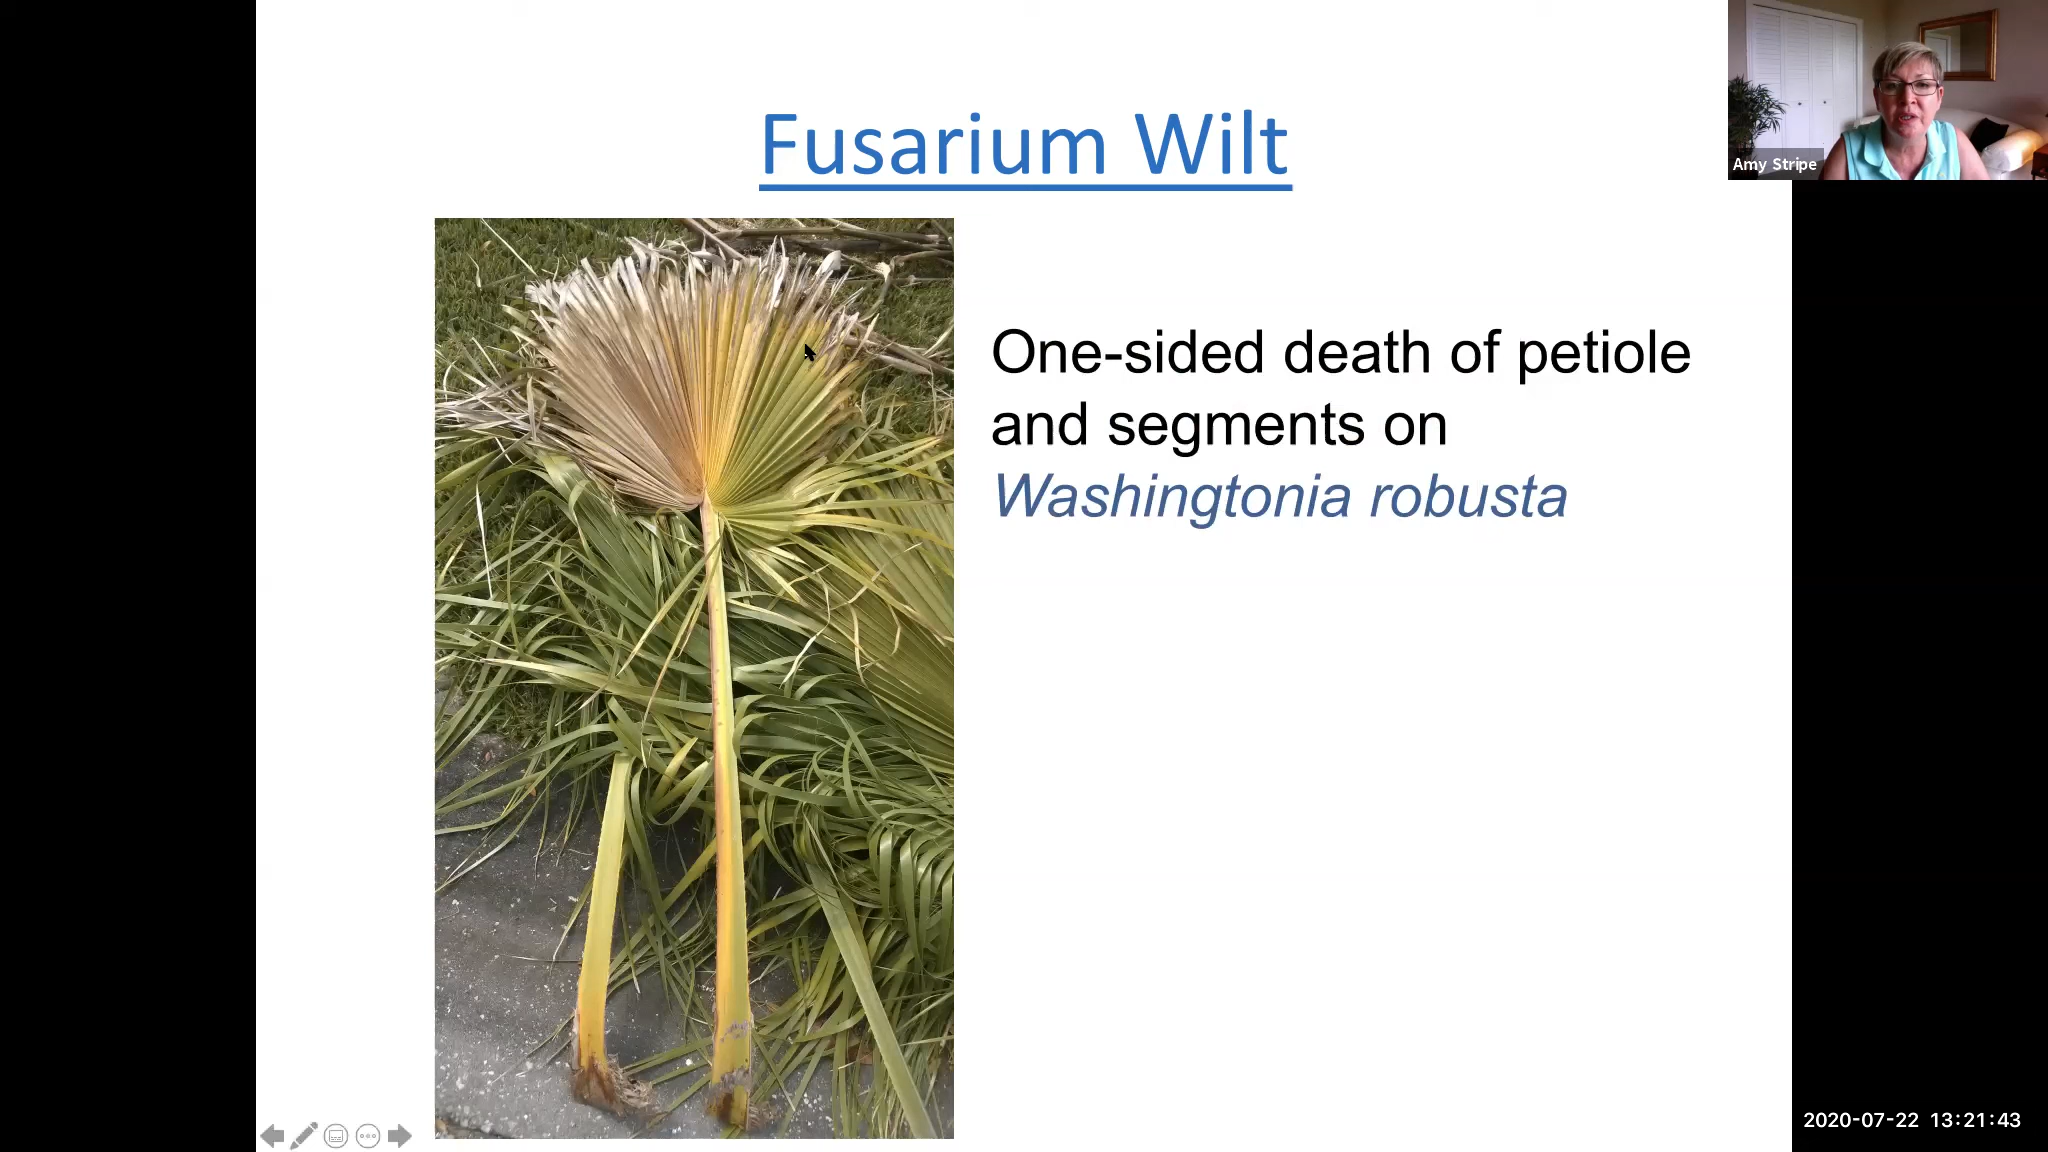 Fusarium Wilt
Amy Stripe
One-sided death of petiole
and segments on
Washingtonia robusta
2020-07-22 13:21:43